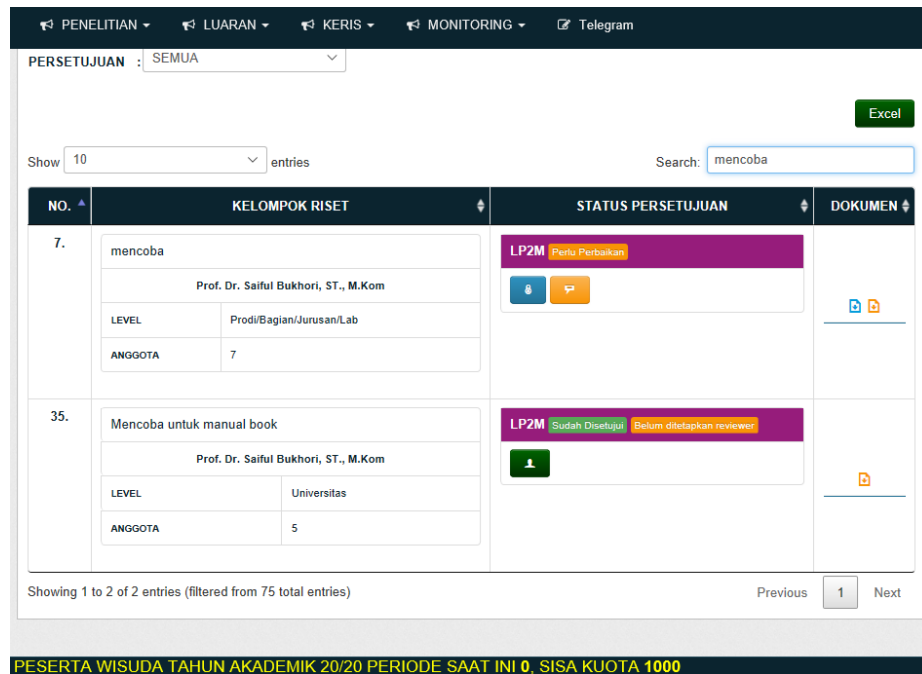 PENELITIAN LUARAN KERIS MONITORING Telegram
PERSETUJUAN : SEMUA
Excel
Show 10 entries Search: mencoba
NO. KELOMPOK RISET STATUS PERSETUJUAN DOKUMEN
7.
mencoba
LP2M Perlu Perbaikan
Prof. Dr. Saiful Bukhori, ST., M.Kom
LEVEL Prodi/Bagian/Jurusan/Lab
ANGGOTA 7
35.
Mencoba untuk manual book
LP2M Sudah Disetujui Belum ditetapkan reviewer
Prof. Dr. Saiful Bukhori, ST., M.Kom
LEVEL Universitas
ANGGOTA 5
Showing 1 to 2 of 2 entries (filtered from 75 total entries) Previous 1 Next
PESERTA WISUDA TAHUN AKADEMIK 20/20 PERIODE SAAT INI 0, SISA KUOTA 1000